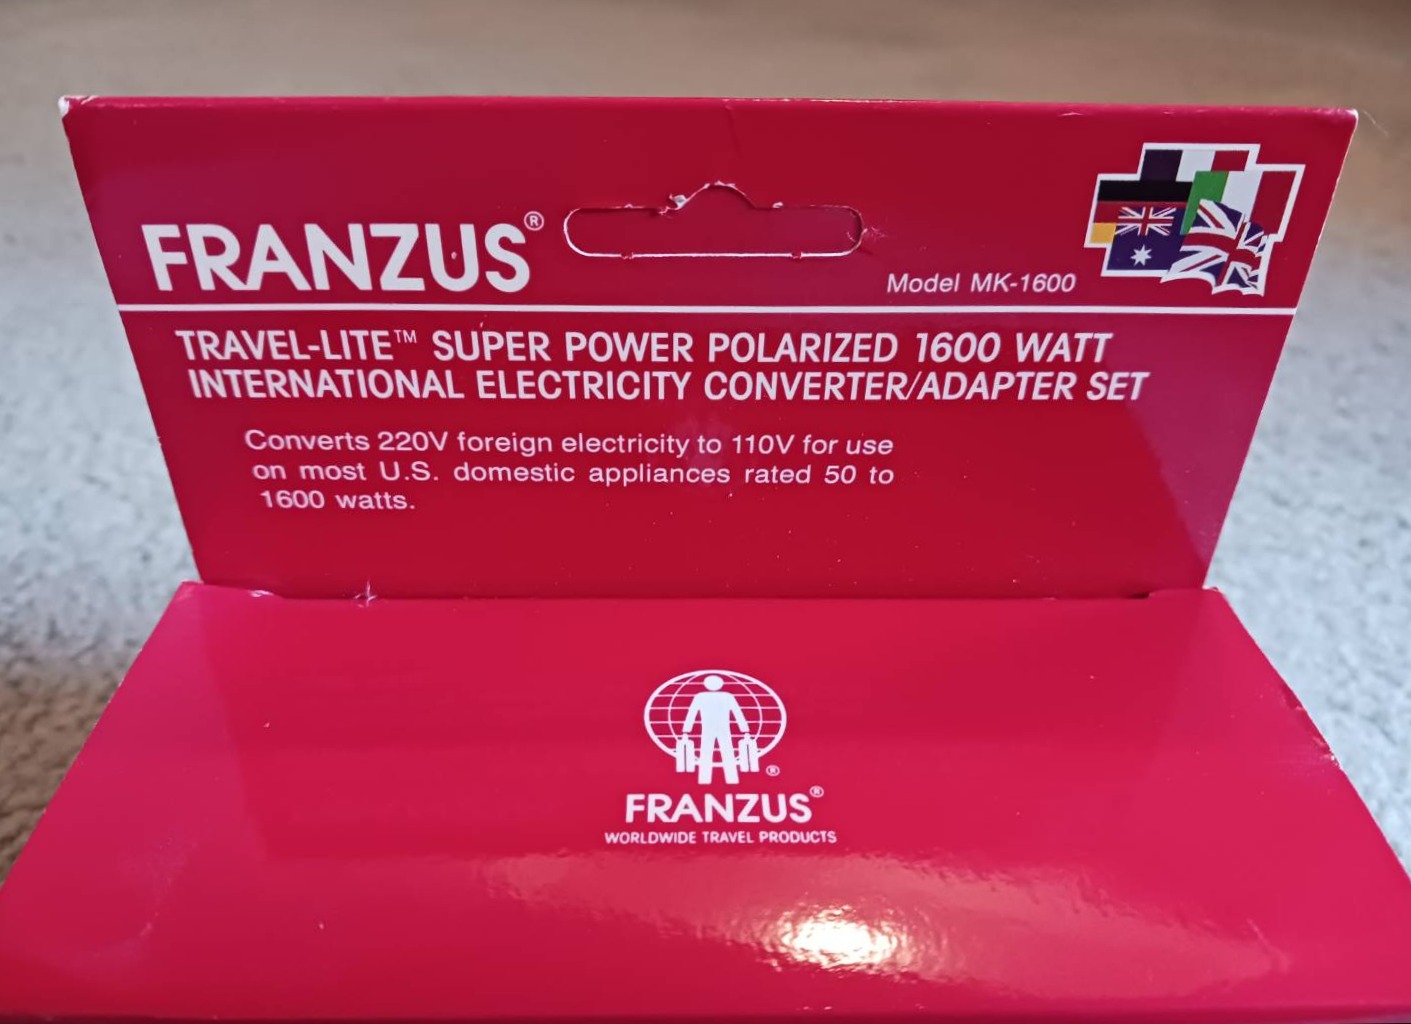 FRANZUS®
Model MK-1600
TRAVEL-LITE™ SUPER POWER POLARIZED 1600 WATT
INTERNATIONAL ELECTRICITY CONVERTER/ADAPTER SET
Converts 220V foreign electricity to 110V for use
on most U.S. domestic appliances rated 50 to
1600 watts.
®
FRANZUS®
WORLDWIDE TRAVEL PRODUCTS